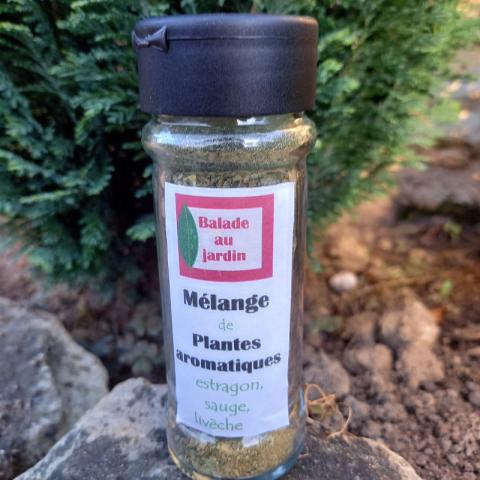 Balade
au
jardin
Mélange
de
Plantes
aromatiques
estragon,
sauge,
livèche